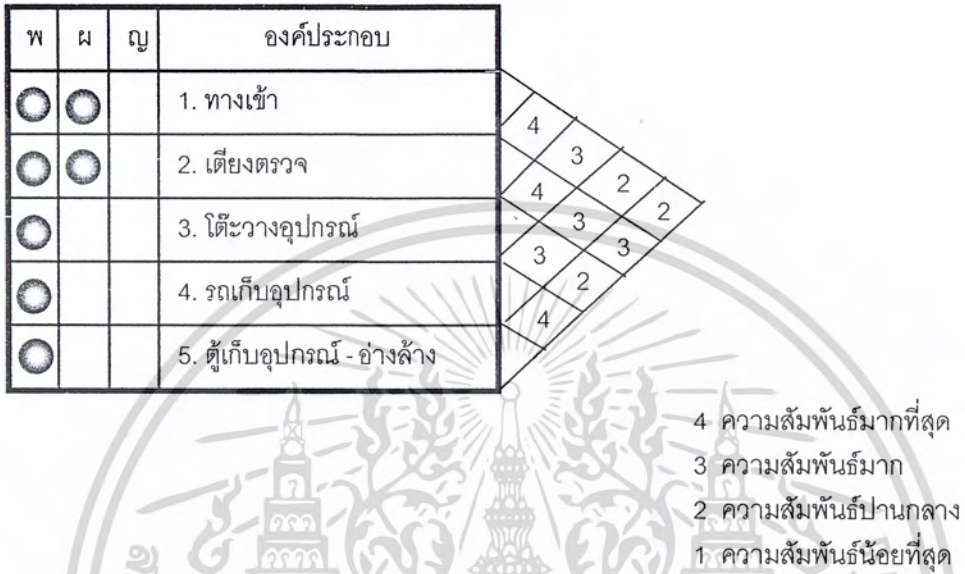 พ ผ ญ องค์ประกอบ
1. ทางเข้า
2. เตียงตรวจ
3. โต๊ะวางอุปกรณ์
4. รถเก็บอุปกรณ์
5. ตู้เก็บอุปกรณ์ - อ่างล้าง
4
3
2
2
4
3
3
3
2
4
4 ความสัมพันธ์มากที่สุด
3 ความสัมพันธ์มาก
2 ความสัมพันธ์ปานกลาง
1 ความสัมพันธ์น้อยที่สุด